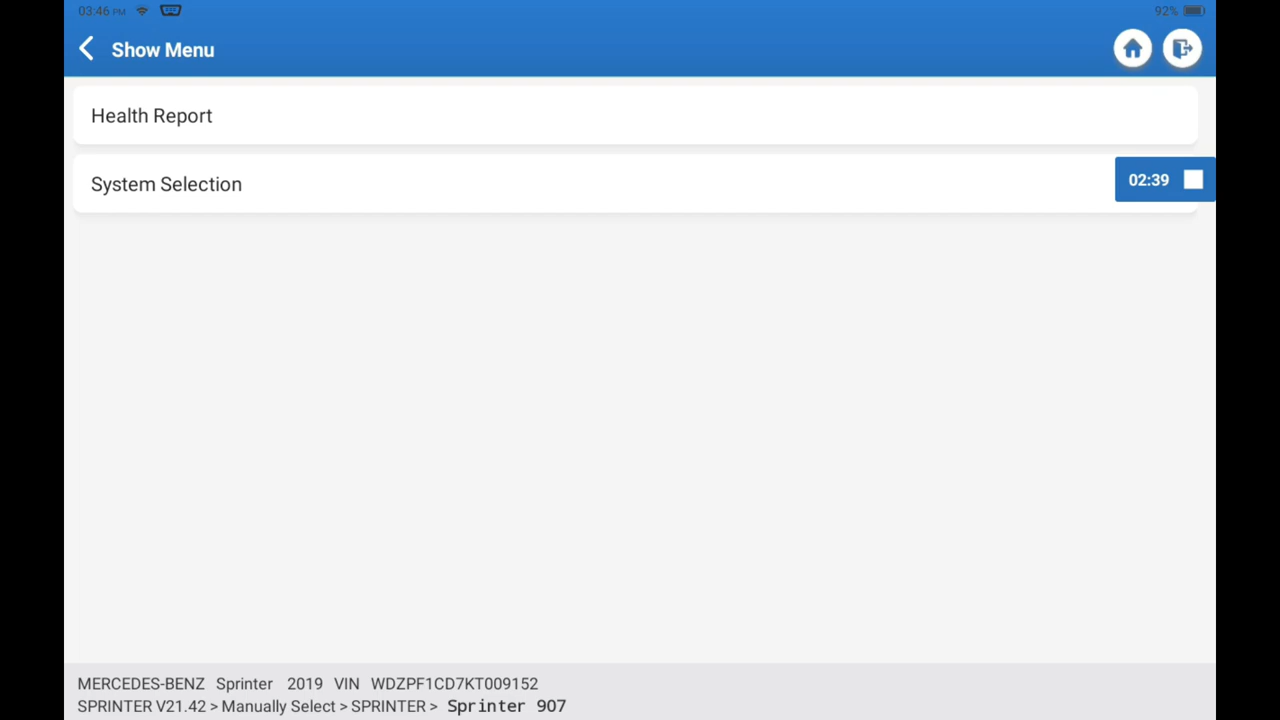 03:46 PM
92%
Show Menu
Health Report
System Selection
02:39
MERCEDES-BENZ Sprinter 2019 VIN WDZPF1CD7KT009152
SPRINTER V21.42 > Manually Select > SPRINTER > Sprinter 907